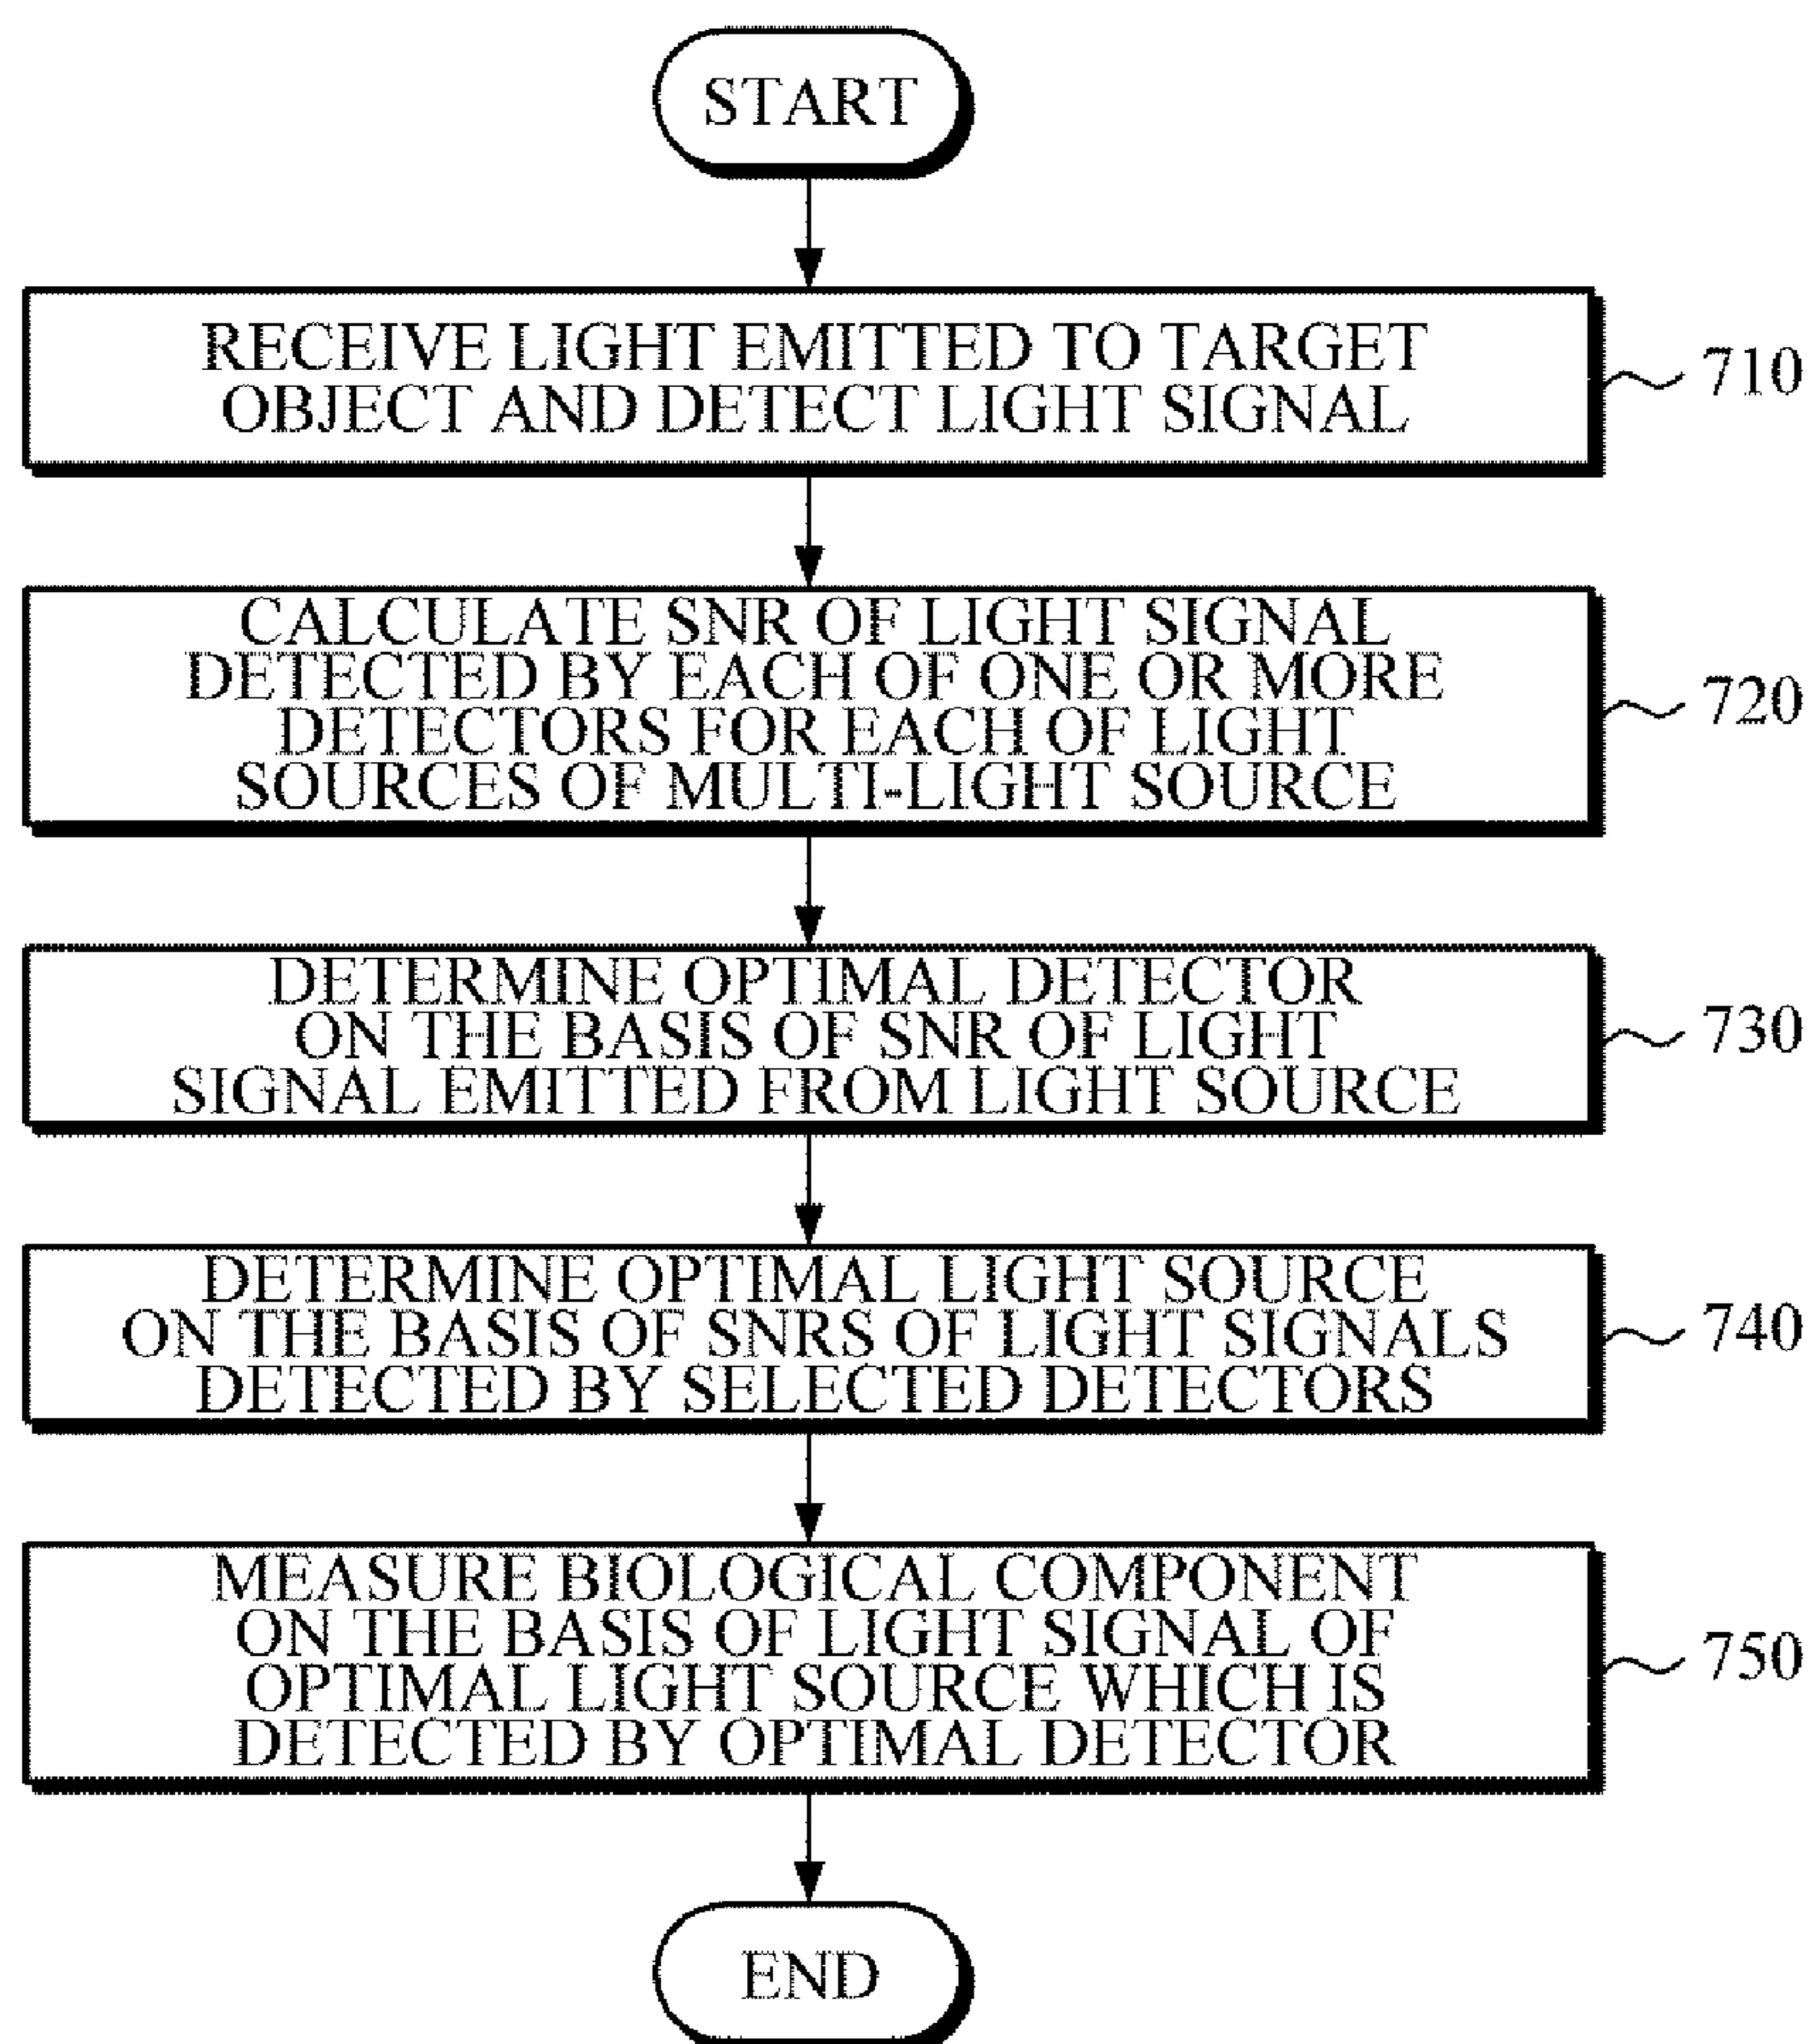 START
RECEIVE LIGHT EMITTED TO TARGET
OBJECT AND DETECT LIGHT SIGNAL
710
CALCULATE SNR OF LIGHT SIGNAL
DETECTED BY EACH OF ONE OR MORE
DETECTORS FOR EACH OF LIGHT
SOURCES OF MULTI-LIGHT SOURCE
720
DETERMINE OPTIMAL DETECTOR
ON THE BASIS OF SNR OF LIGHT
SIGNAL EMITTED FROM LIGHT SOURCE
730
DETERMINE OPTIMAL LIGHT SOURCE
ON THE BASIS OF SNRS OF LIGHT SIGNALS
DETECTED BY SELECTED DETECTORS
740
MEASURE BIOLOGICAL COMPONENT
ON THE BASIS OF LIGHT SIGNAL OF
OPTIMAL LIGHT SOURCE WHICH IS
DETECTED BY OPTIMAL DETECTOR
750
END